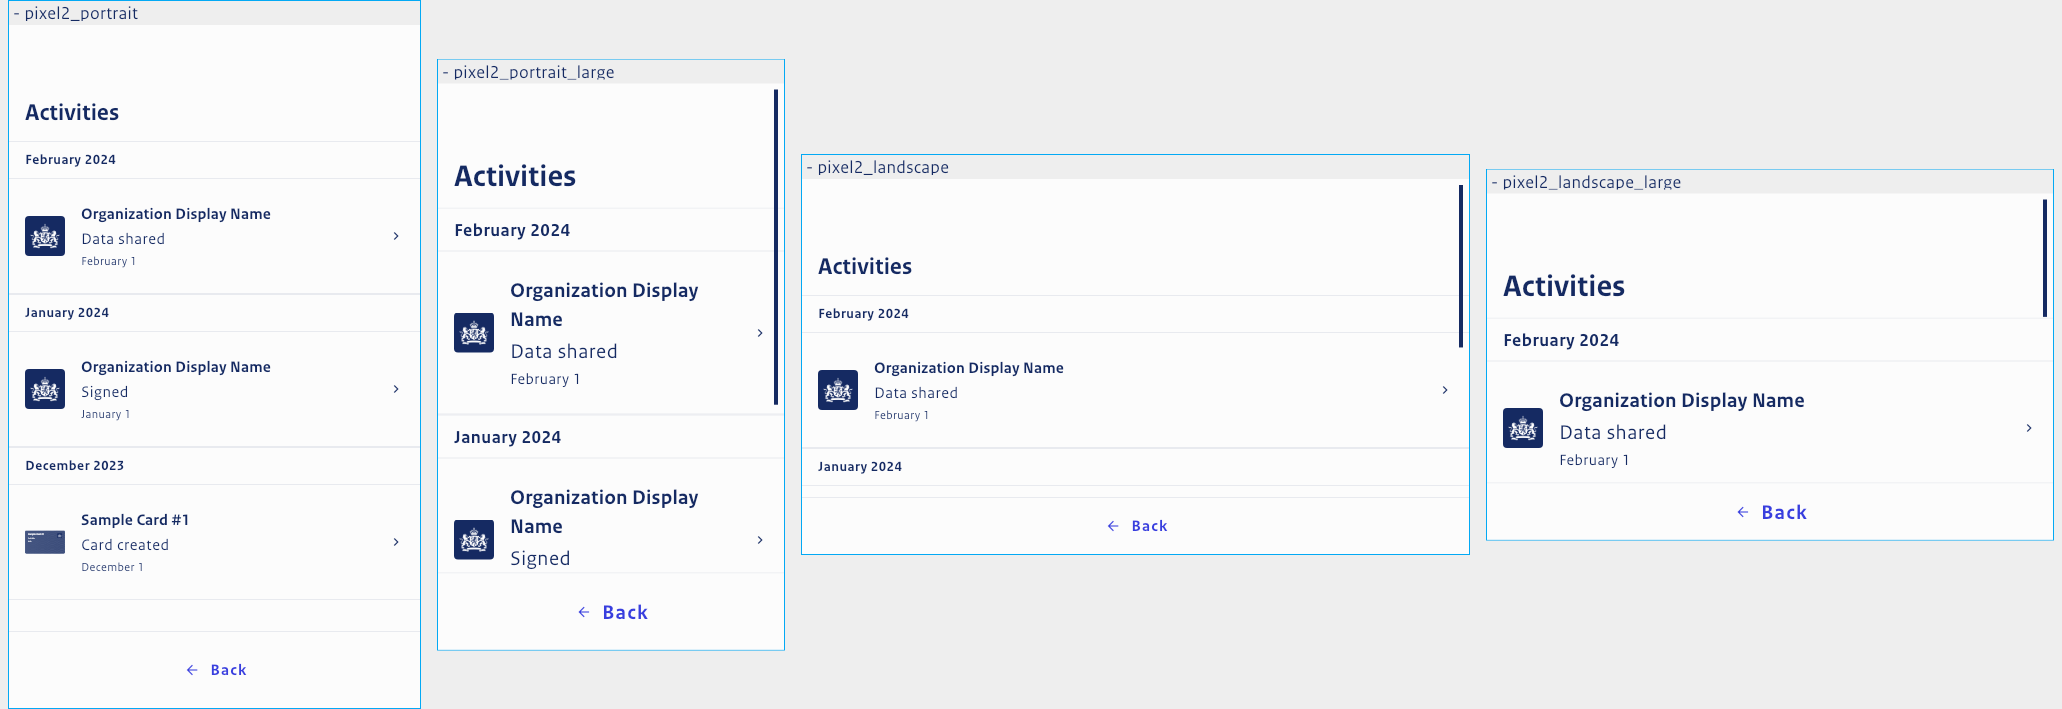 - pixel2_portrait
Activities
February 2024
Organization Display Name
Data shared
February 1
January 2024
Organization Display Name
Signed
January 1
December 2023
Sample Card #1
Card created
December 1
Back
- pixel2_portrait_large
Activities
February 2024
Organization Display
Name
Data shared
February 1
January 2024
Organization Display
Name
Signed
Back
- pixel2_landscape
Activities
February 2024
Organization Display Name
Data shared
February 1
January 2024
Back
- pixel2_landscape_large
Activities
February 2024
Organization Display Name
Data shared
February 1
Back